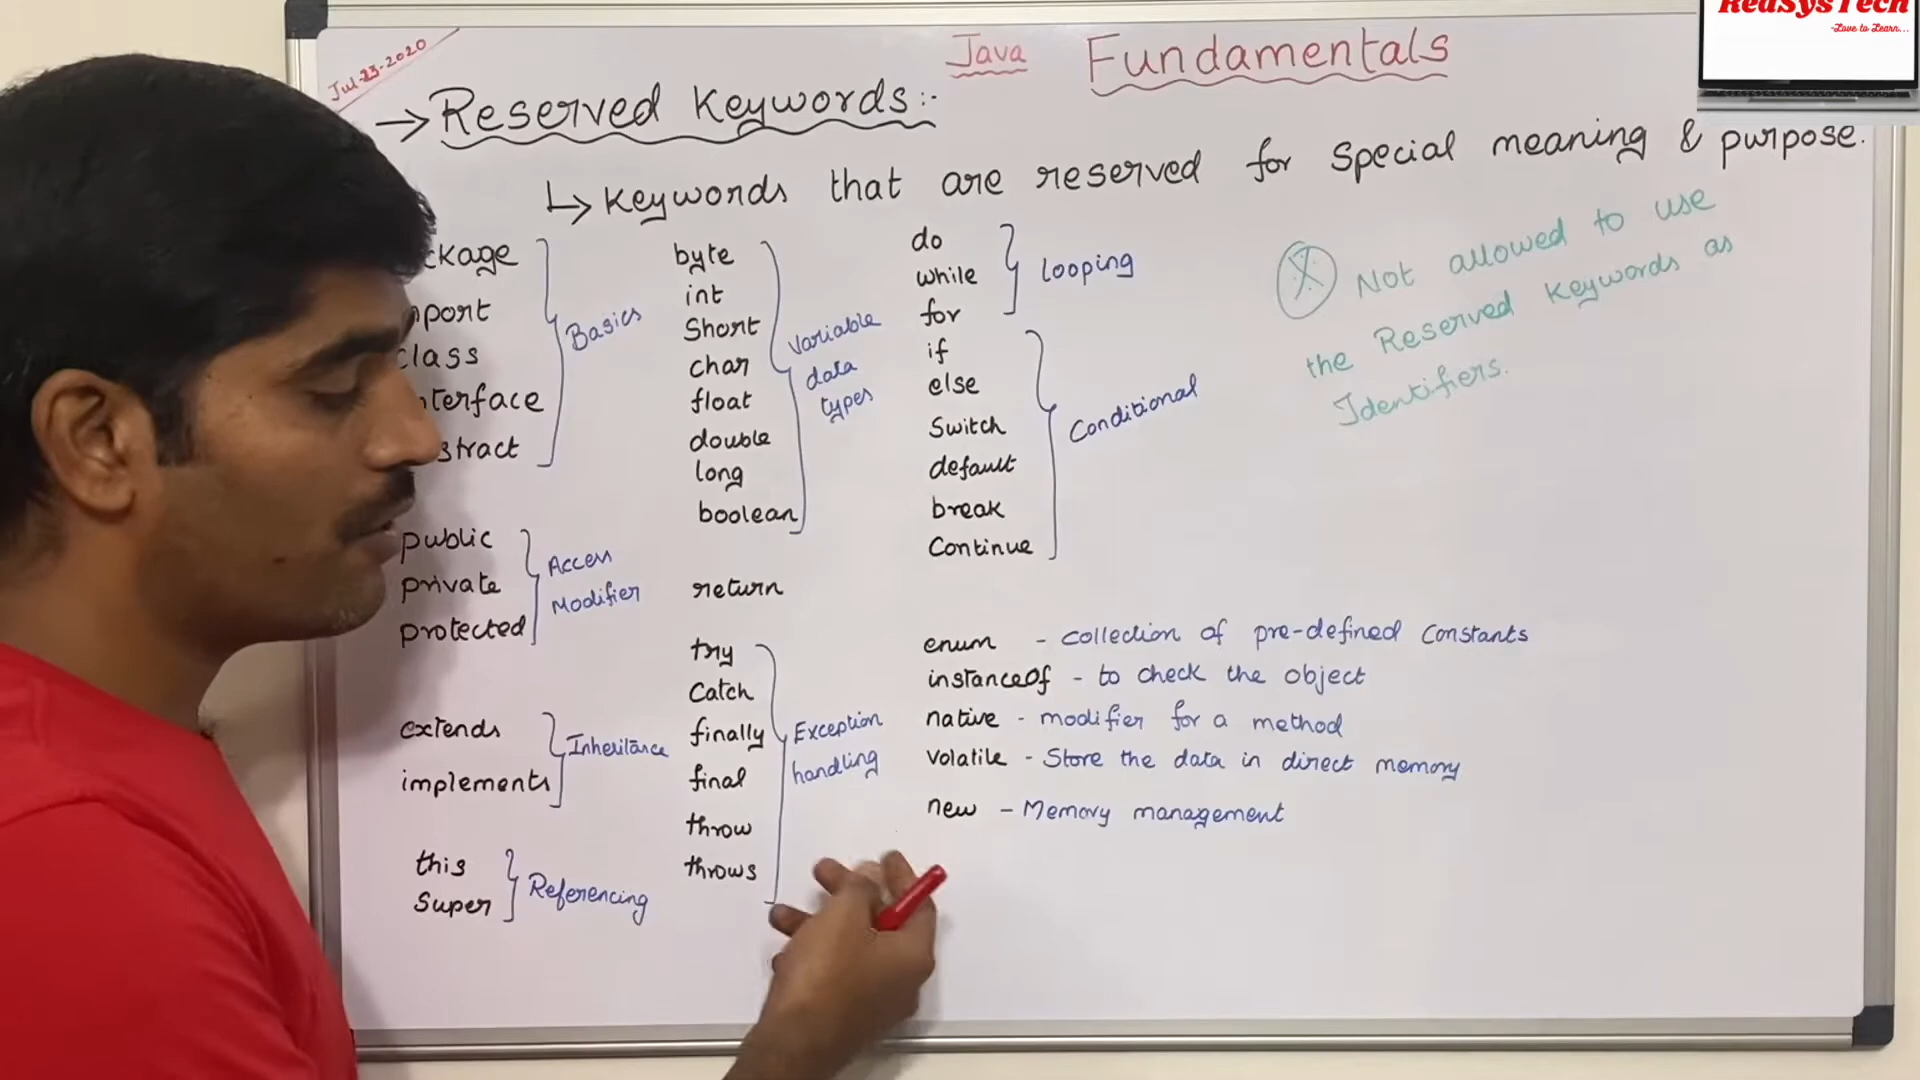 RedSysTech
-Love to Learn...
Jul-23-2020
Java Fundamentals
→ Reserved Keywords:-
↳ Keywords that are reserved for special meaning & purpose.
ckage
port
class
nterface
stract
Basics
public
private
protected
Access
Modifier
extends
implements
Inheritance
this
Super
Referencing
byte
int
Short
char
float
double
long
boolean
Variable
data
types
return
try
Catch
finally
final
throw
throws
Exception
handling
do
while
for
looping
if
else
Switch
default
break
Continue
Conditional
enum - collection of pre-defined Constants
instanceof - to check the object
native - modifier for a method
volatile - Store the data in direct memory
new - Memory management
X Not allowed to use
the Reserved Keywords as
Identifiers.